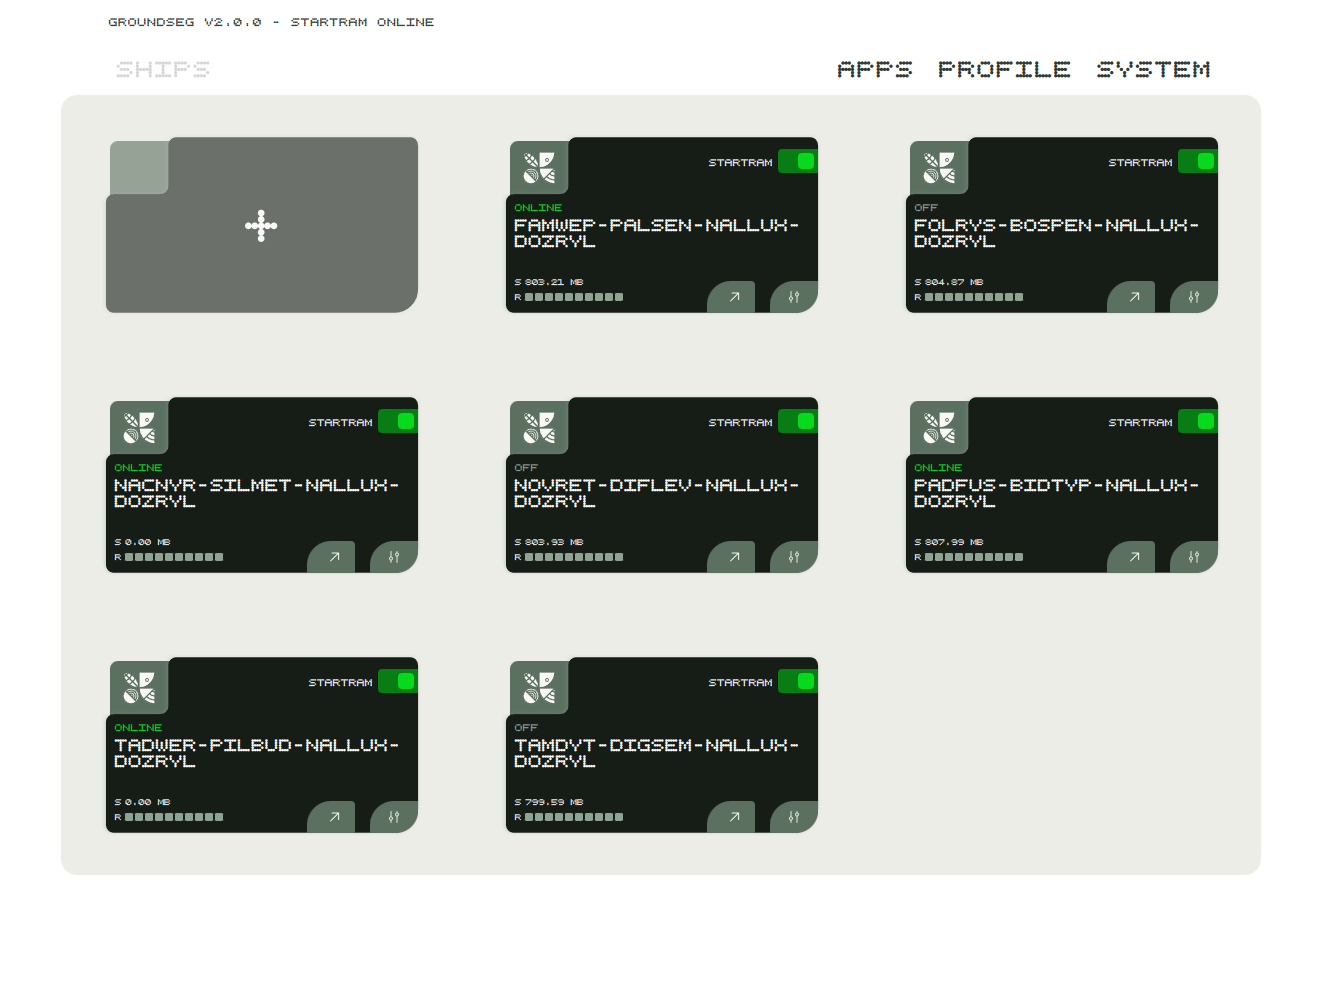 GROUNDSEG V2.0.0 - STARTRAM ONLINE
SHIPS
APPS PROFILE SYSTEM
STARTRAM
ONLINE
FAMWEP-PALSEN-NALLUX-
DOZRYL
S 803.21 MB
R
STARTRAM
OFF
FOLRYS-BOSPEN-NALLUX-
DOZRYL
S 804.87 MB
R
STARTRAM
ONLINE
NACNYR-SILMET-NALLUX-
DOZRYL
S 0.00 MB
R
STARTRAM
OFF
NOVRET-DIFLEV-NALLUX-
DOZRYL
S 803.93 MB
R
STARTRAM
ONLINE
PADFUS-BIDTYP-NALLUX-
DOZRYL
S 807.99 MB
R
STARTRAM
ONLINE
TADWER-PILBUD-NALLUX-
DOZRYL
S 0.00 MB
R
STARTRAM
OFF
TAMDYT-DIGSEM-NALLUX-
DOZRYL
S 799.59 MB
R